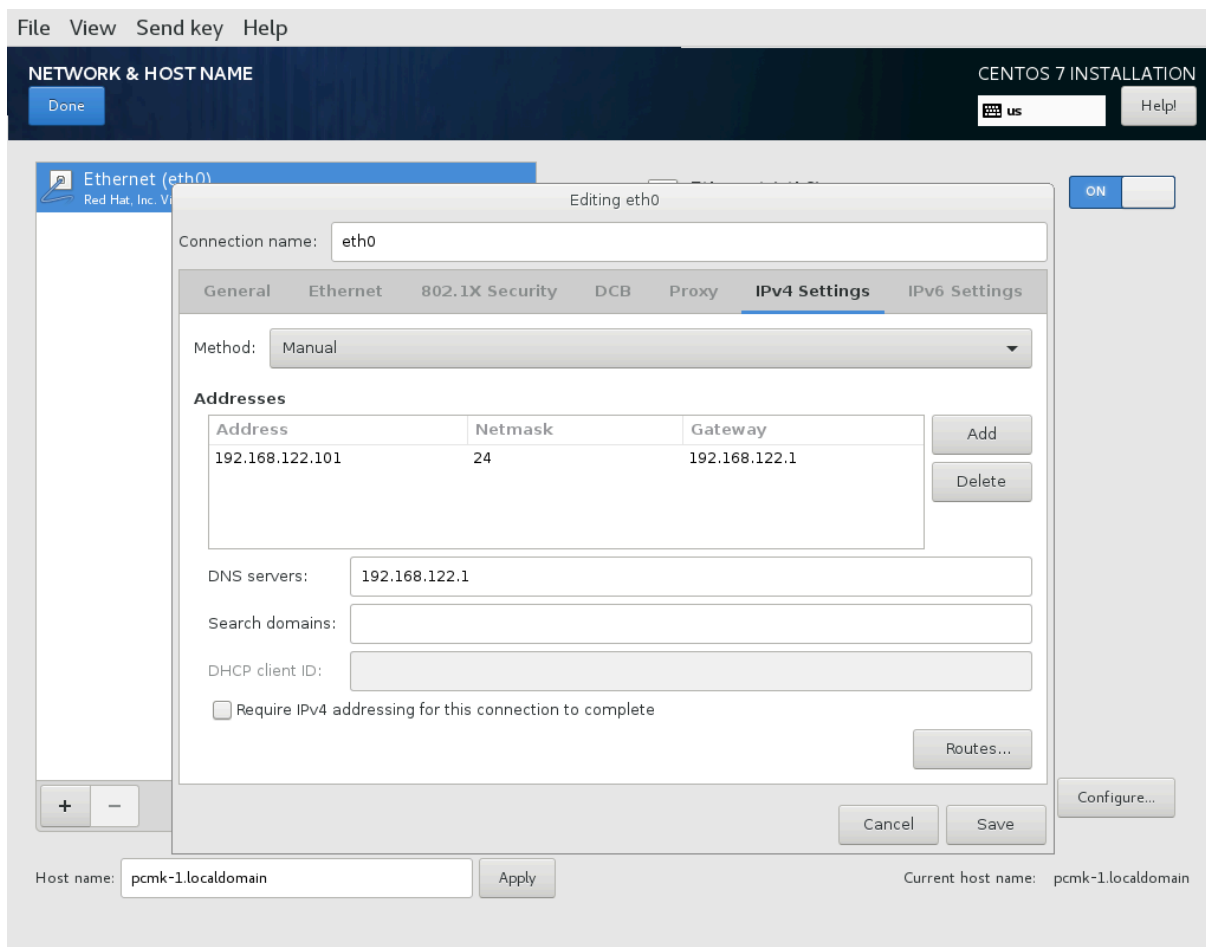 File View Send key Help
NETWORK & HOST NAME
CENTOS 7 INSTALLATION
Done
us
Help!
Ethernet (eth0)
Red Hat, Inc.
ON
Editing eth0
Connection name: eth0
General Ethernet 802.1X Security DCB Proxy IPv4 Settings IPv6 Settings
Method: Manual
Addresses
Address Netmask Gateway
192.168.122.101 24 192.168.122.1
Add
Delete
DNS servers: 192.168.122.1
Search domains:
DHCP client ID:
Require IPv4 addressing for this connection to complete
Routes...
+ −
Configure...
Cancel Save
Host name: pcmk-1.localdomain Apply Current host name: pcmk-1.localdomain